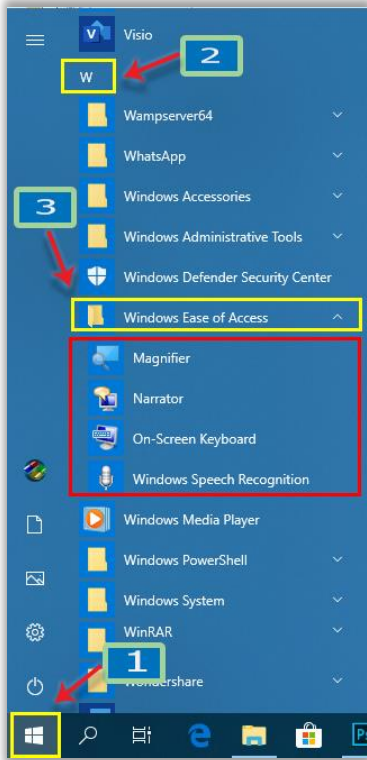 Visio
2
W
Wampserver64
WhatsApp
Windows Accessories
3
Windows Administrative Tools
Windows Defender Security Center
Windows Ease of Access
Magnifier
Narrator
On-Screen Keyboard
Windows Speech Recognition
Windows Media Player
Windows PowerShell
Windows System
WinRAR
1
Wondershare